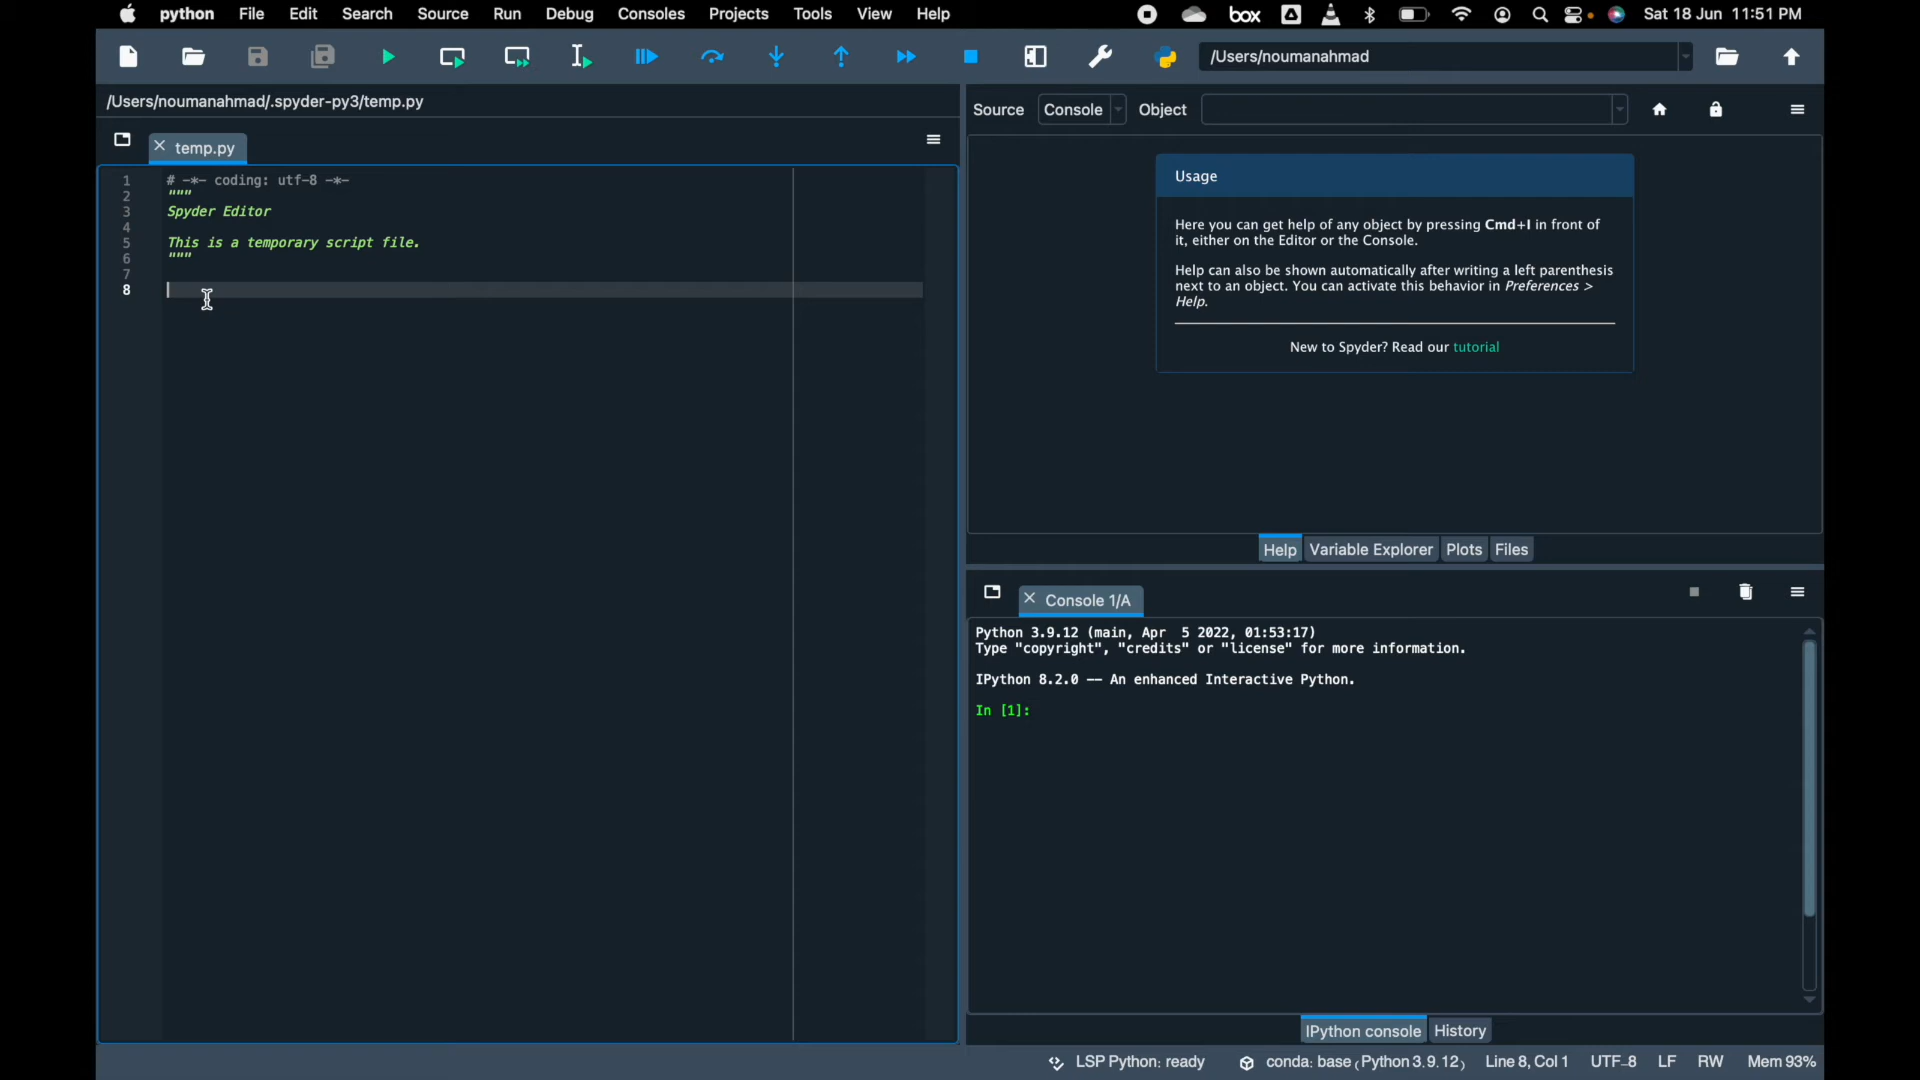 python File Edit Search Source Run Debug Consoles Projects Tools View Help box Sat 18 Jun 11:51 PM
/Users/noumanahmad
/Users/noumanahmad/.spyder-py3/temp.py
temp.py
1 # -*- coding: utf-8 -*-
2 """
3 Spyder Editor
4
5 This is a temporary script file.
6 """
7
8
Source Console Object
Usage
Here you can get help of any object by pressing Cmd+I in front of
it, either on the Editor or the Console.
Help can also be shown automatically after writing a left parenthesis
next to an object. You can activate this behavior in Preferences >
Help.
New to Spyder? Read our tutorial
Help Variable Explorer Plots Files
Console 1/A
Python 3.9.12 (main, Apr  5 2022, 01:53:17)
Type "copyright", "credits" or "license" for more information.
IPython 8.2.0 -- An enhanced Interactive Python.
In [1]:
IPython console History
LSP Python: ready conda: base (Python 3.9.12) Line 8, Col 1 UTF-8 LF RW Mem 93%